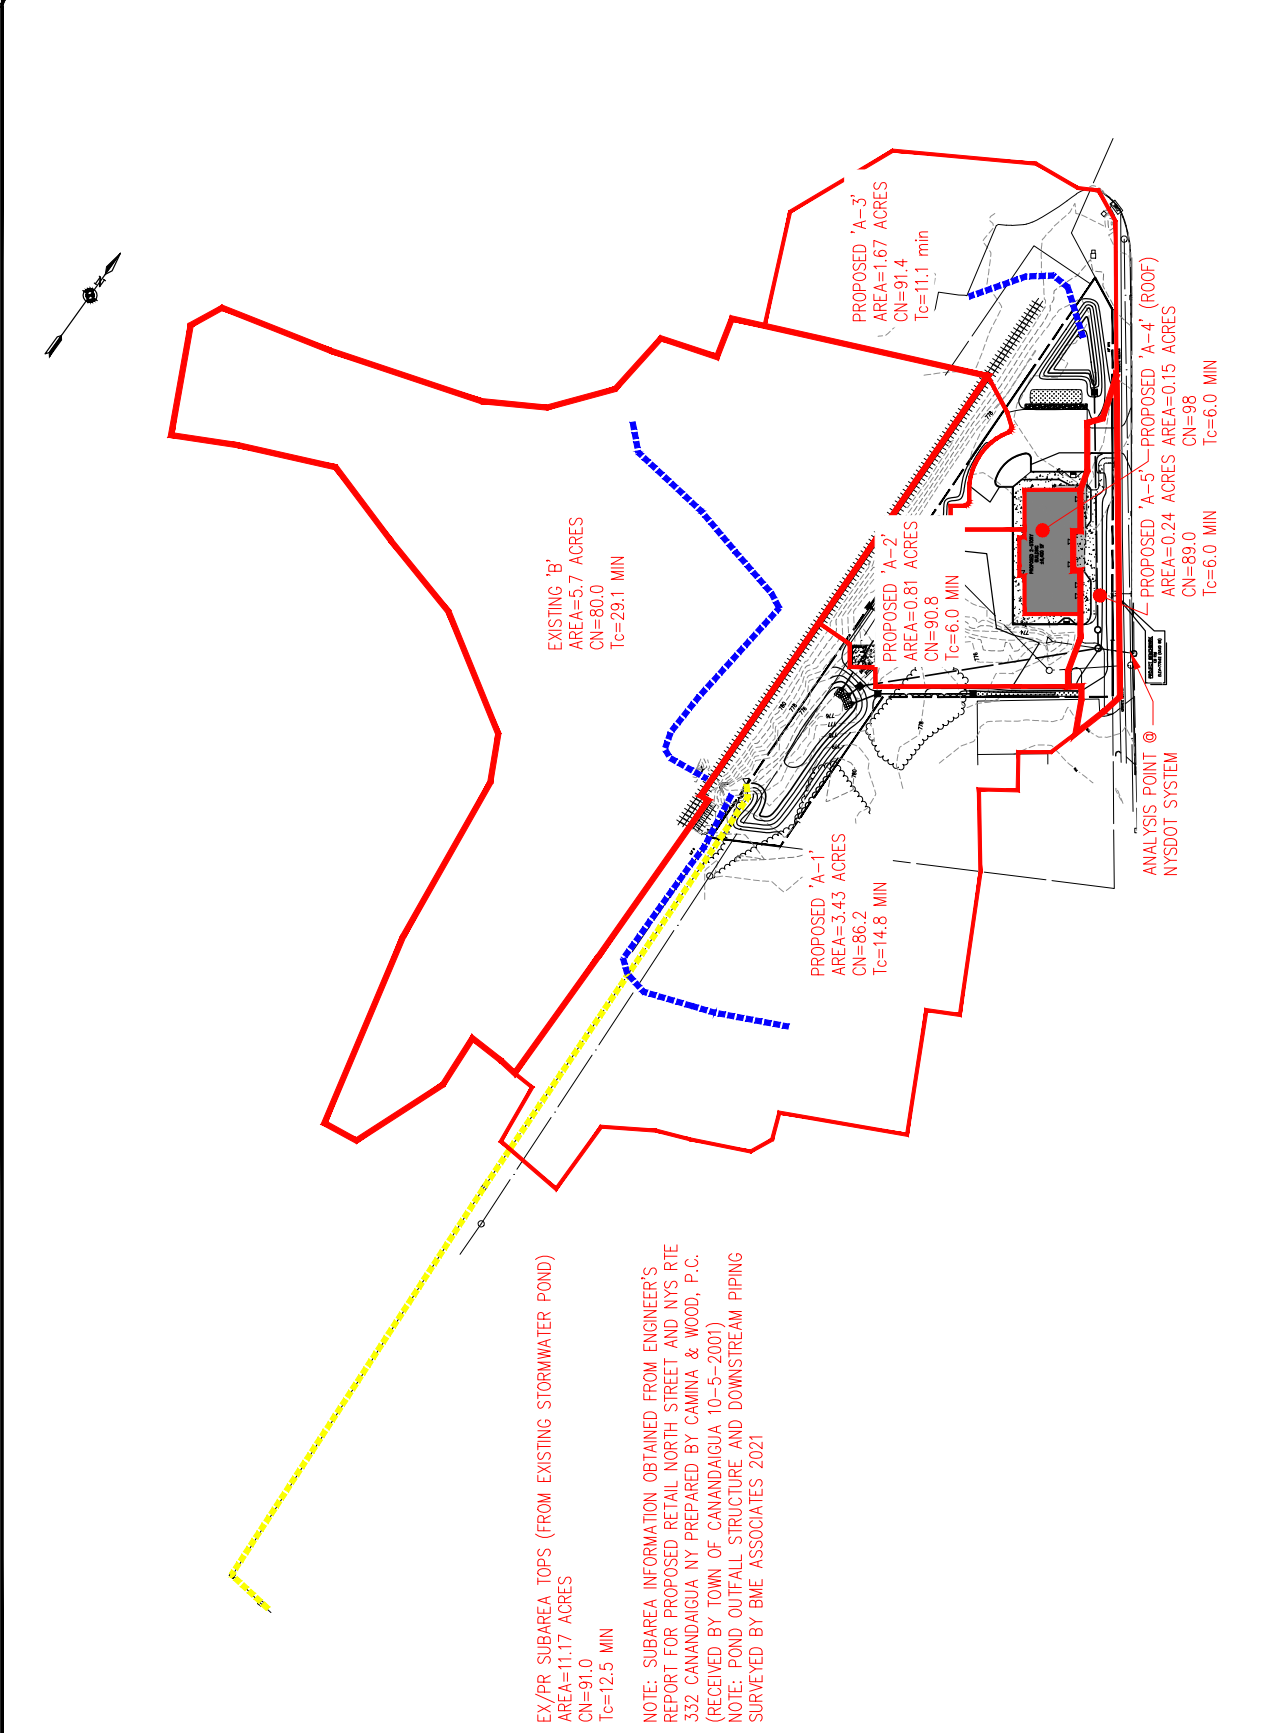 PROPOSED 'A-3'
AREA=1.67 ACRES
CN=91.4
Tc=11.1 min
EXISTING 'B'
AREA=5.7 ACRES
CN=80.0
Tc=29.1 MIN
PROPOSED 'A-2'
AREA=0.81 ACRES
CN=90.8
Tc=6.0 MIN
PROPOSED 'A-4' (ROOF)
AREA=0.15 ACRES
CN=98
Tc=6.0 MIN
PROPOSED 'A-5'
AREA=0.24 ACRES
CN=89.0
Tc=6.0 MIN
ANALYSIS POINT @
NYSDOT SYSTEM
PROPOSED 'A-1'
AREA=3.43 ACRES
CN=86.2
Tc=14.8 MIN
EX/PR SUBAREA TOPS (FROM EXISTING STORMWATER POND)
AREA=11.17 ACRES
CN=91.0
Tc=12.5 MIN
NOTE: SUBAREA INFORMATION OBTAINED FROM ENGINEER'S
REPORT FOR PROPOSED RETAIL NORTH STREET AND NYS RTE
332 CANANDAIGUA NY PREPARED BY CAMINA & WOOD, P.C.
(RECEIVED BY TOWN OF CANANDAIGUA 10-5-2001)
NOTE: POND OUTFALL STRUCTURE AND DOWNSTREAM PIPING
SURVEYED BY BME ASSOCIATES 2021
N
778
780
778
776
776
778
780